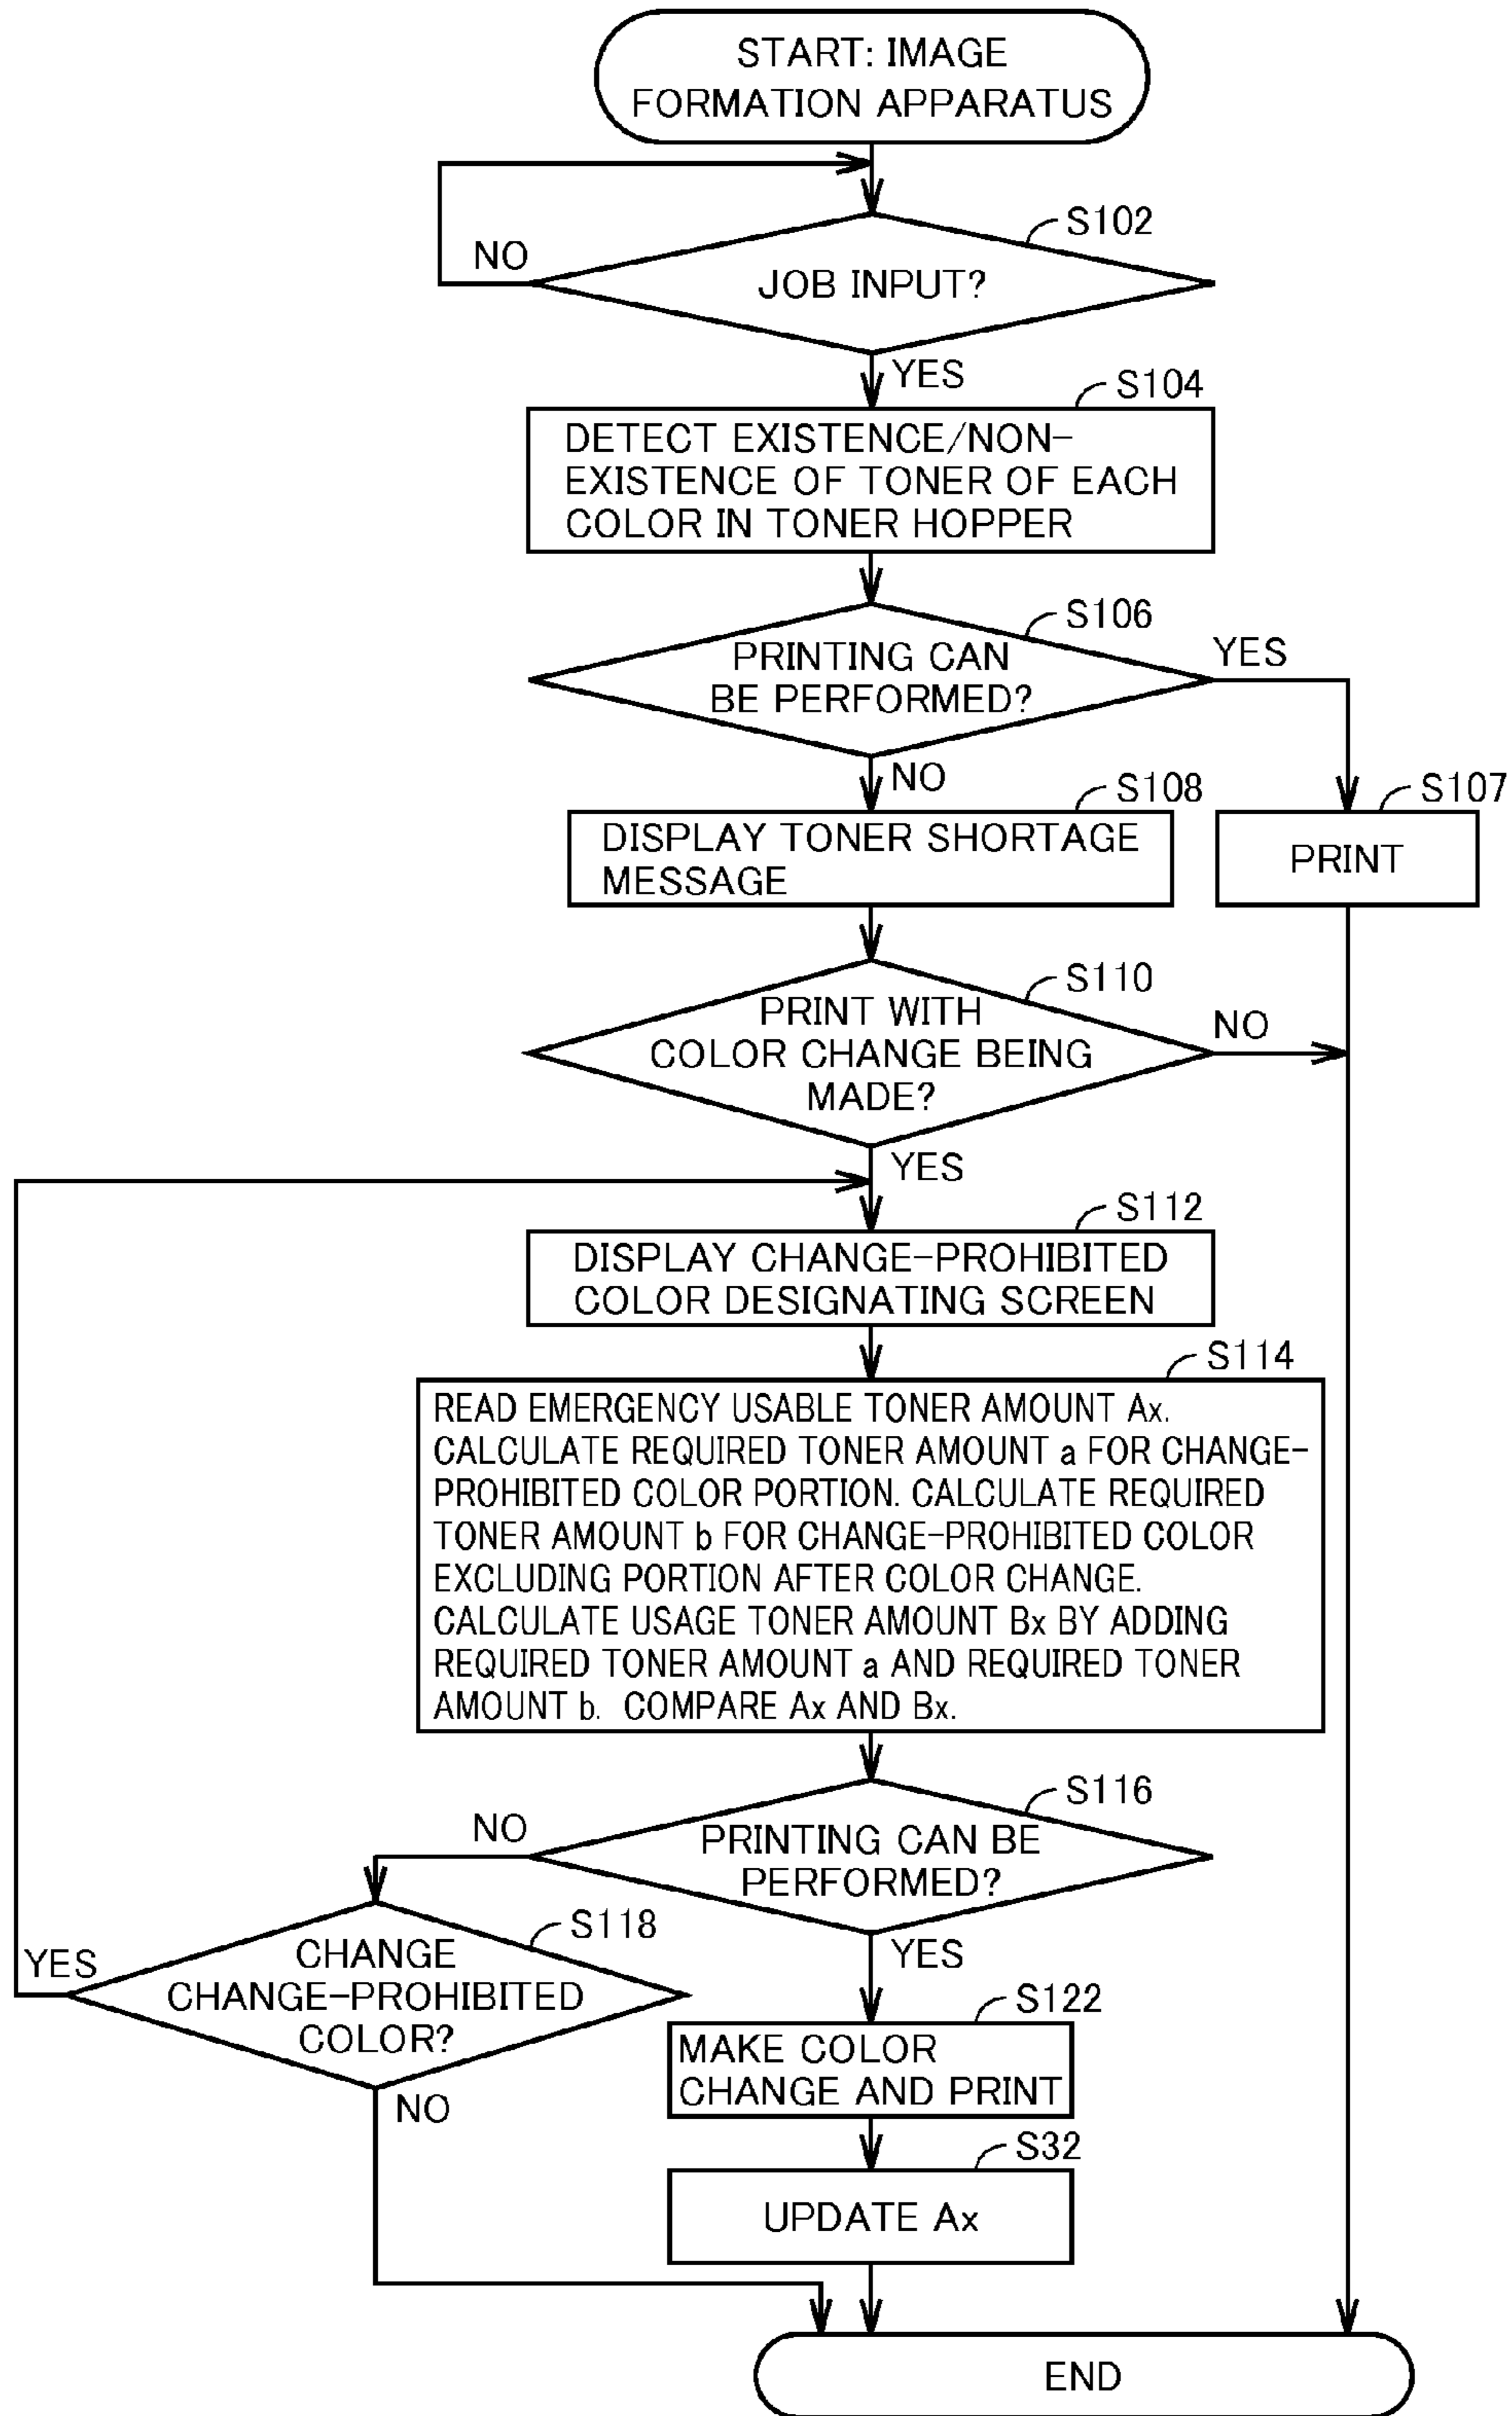 START: IMAGE
FORMATION APPARATUS
S102
NO
JOB INPUT?
YES
S104
DETECT EXISTENCE/NON-
EXISTENCE OF TONER OF EACH
COLOR IN TONER HOPPER
S106
PRINTING CAN
BE PERFORMED?
YES
NO
S108
DISPLAY TONER SHORTAGE
MESSAGE
S107
PRINT
S110
PRINT WITH
COLOR CHANGE BEING
MADE?
NO
YES
S112
DISPLAY CHANGE-PROHIBITED
COLOR DESIGNATING SCREEN
S114
READ EMERGENCY USABLE TONER AMOUNT Ax.
CALCULATE REQUIRED TONER AMOUNT a FOR CHANGE-
PROHIBITED COLOR PORTION. CALCULATE REQUIRED
TONER AMOUNT b FOR CHANGE-PROHIBITED COLOR
EXCLUDING PORTION AFTER COLOR CHANGE.
CALCULATE USAGE TONER AMOUNT Bx BY ADDING
REQUIRED TONER AMOUNT a AND REQUIRED TONER
AMOUNT b. COMPARE Ax AND Bx.
S116
NO
PRINTING CAN BE
PERFORMED?
YES
S118
YES
CHANGE
CHANGE-PROHIBITED
COLOR?
NO
S122
MAKE COLOR
CHANGE AND PRINT
S32
UPDATE Ax
END